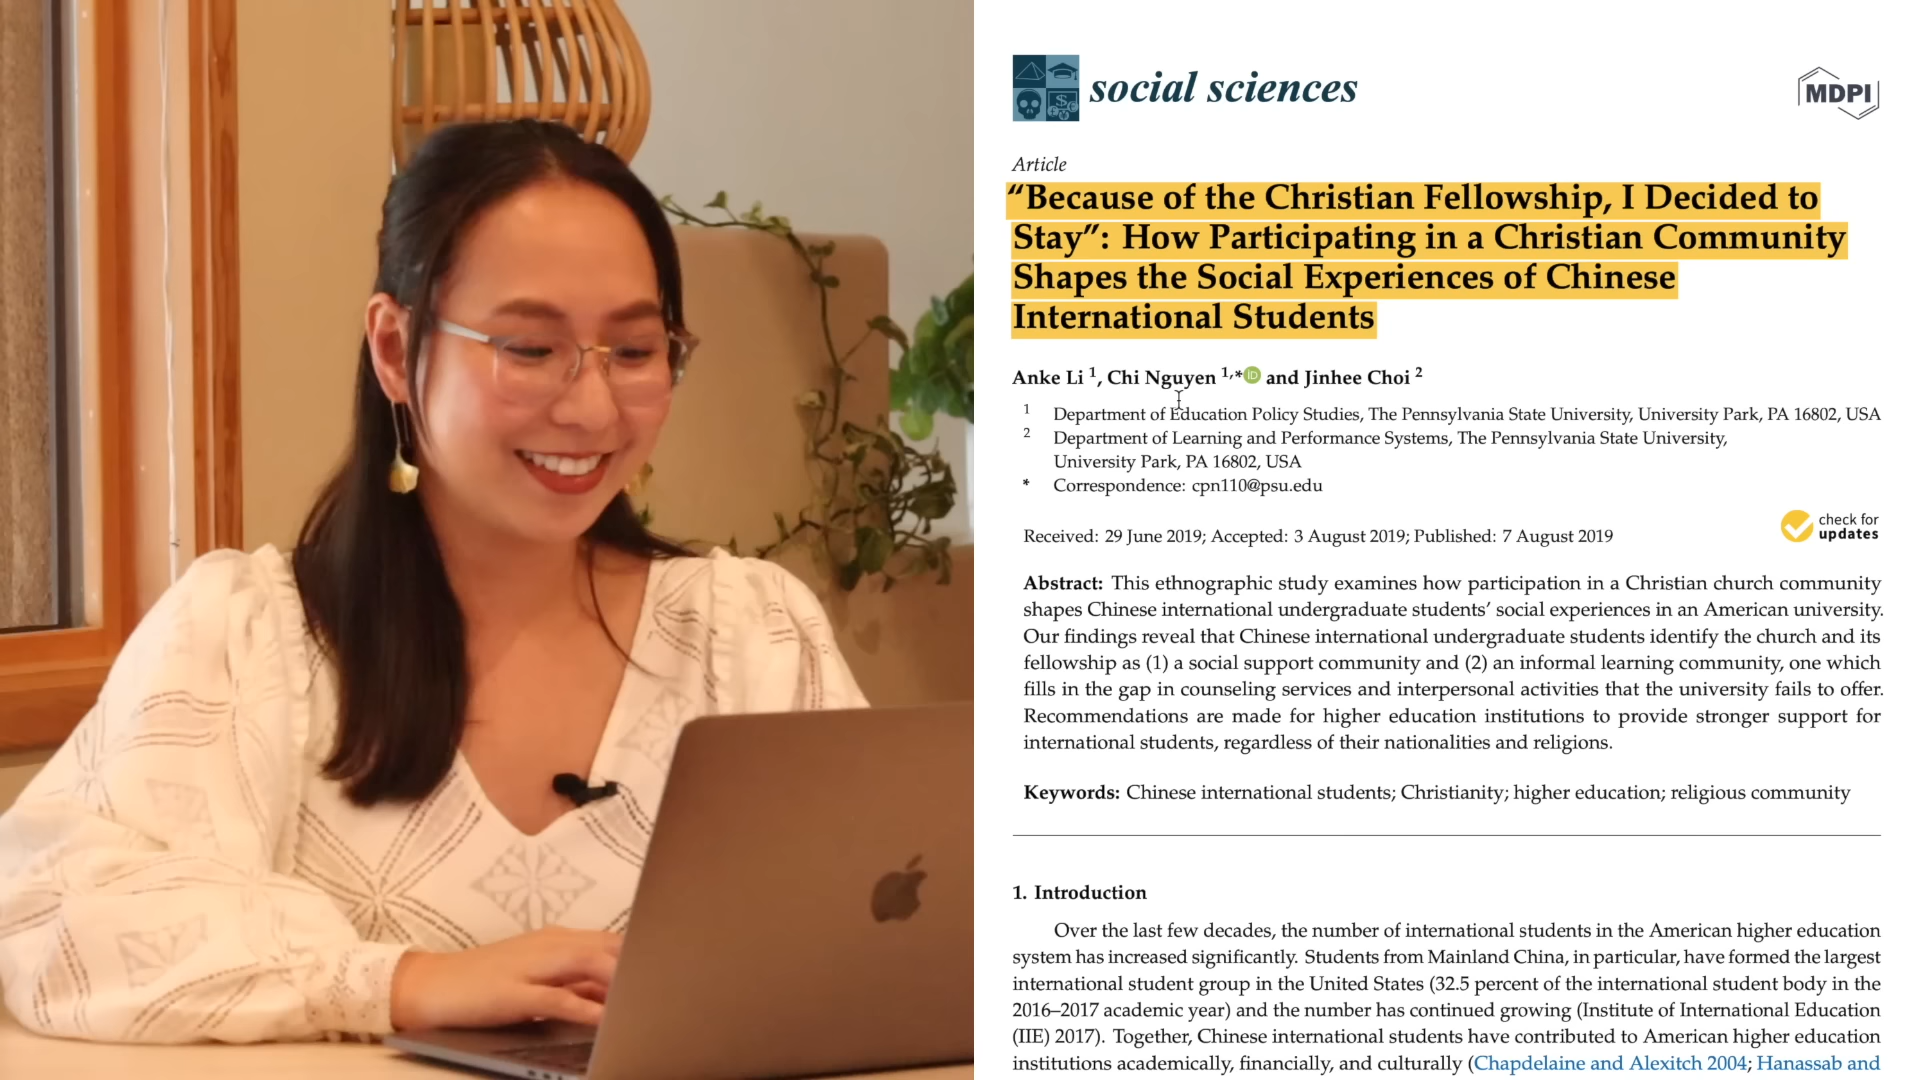 social sciences
MDPI
Article
“Because of the Christian Fellowship, I Decided to
Stay”: How Participating in a Christian Community
Shapes the Social Experiences of Chinese
International Students
Anke Li 1, Chi Nguyen 1,* iD and Jinhee Choi 2
1 Department of Education Policy Studies, The Pennsylvania State University, University Park, PA 16802, USA
2 Department of Learning and Performance Systems, The Pennsylvania State University,
University Park, PA 16802, USA
* Correspondence: cpn110@psu.edu
Received: 29 June 2019; Accepted: 3 August 2019; Published: 7 August 2019
check for
updates
Abstract: This ethnographic study examines how participation in a Christian church community
shapes Chinese international undergraduate students’ social experiences in an American university.
Our findings reveal that Chinese international undergraduate students identify the church and its
fellowship as (1) a social support community and (2) an informal learning community, one which
fills in the gap in counseling services and interpersonal activities that the university fails to offer.
Recommendations are made for higher education institutions to provide stronger support for
international students, regardless of their nationalities and religions.
Keywords: Chinese international students; Christianity; higher education; religious community
1. Introduction
Over the last few decades, the number of international students in the American higher education
system has increased significantly. Students from Mainland China, in particular, have formed the largest
international student group in the United States (32.5 percent of the international student body in the
2016–2017 academic year) and the number has continued growing (Institute of International Education
(IIE) 2017). Together, Chinese international students have contributed to American higher education
institutions academically, financially, and culturally (Chapdelaine and Alexitch 2004; Hanassab and